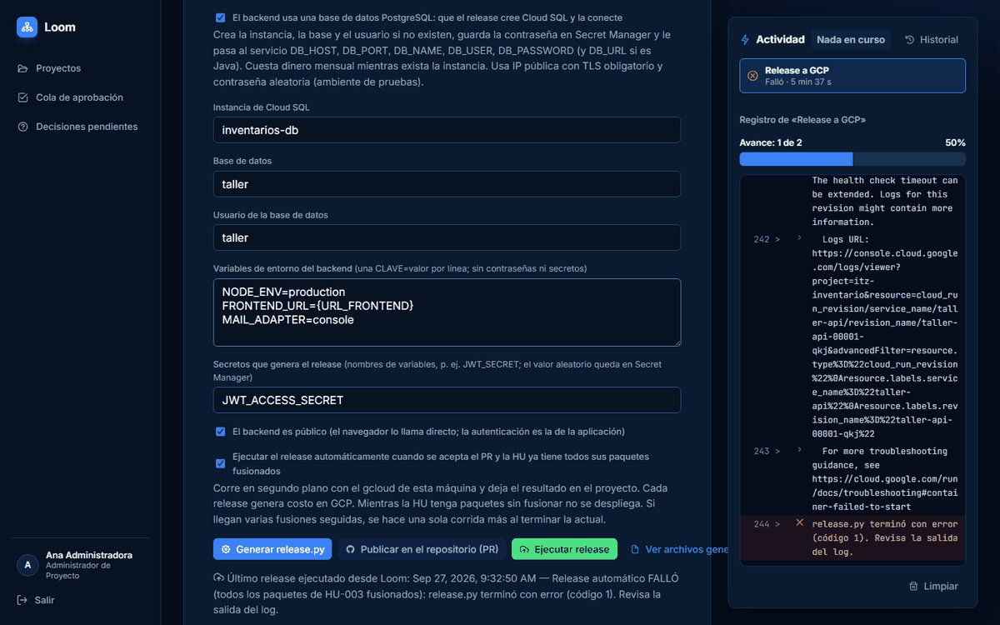 Loom
Proyectos
Cola de aprobación
Decisiones pendientes
A
Ana Administradora
Administrador de
Proyecto
Salir
El backend usa una base de datos PostgreSQL: que el release cree Cloud SQL y la conecte
Crea la instancia, la base y el usuario si no existen, guarda la contraseña en Secret Manager y le
pasa al servicio DB_HOST, DB_PORT, DB_NAME, DB_USER, DB_PASSWORD (y DB_URL si es
Java). Cuesta dinero mensual mientras exista la instancia. Usa IP pública con TLS obligatorio y
contraseña aleatoria (ambiente de pruebas).
Instancia de Cloud SQL
inventarios-db
Base de datos
taller
Usuario de la base de datos
taller
Variables de entorno del backend (una CLAVE=valor por línea; sin contraseñas ni secretos)
NODE_ENV=production
FRONTEND_URL={URL_FRONTEND}
MAIL_ADAPTER=console
Secretos que genera el release (nombres de variables, p. ej. JWT_SECRET; el valor aleatorio queda en Secret
Manager)
JWT_ACCESS_SECRET
El backend es público (el navegador lo llama directo; la autenticación es la de la aplicación)
Ejecutar el release automáticamente cuando se acepta el PR y la HU ya tiene todos sus paquetes
fusionados
Corre en segundo plano con el gcloud de esta máquina y deja el resultado en el proyecto. Cada
release genera costo en GCP. Mientras la HU tenga paquetes sin fusionar no se despliega. Si
llegan varias fusiones seguidas, se hace una sola corrida más al terminar la actual.
Generar release.py
Publicar en el repositorio (PR)
Ejecutar release
Ver archivos gene
Último release ejecutado desde Loom: Sep 27, 2026, 9:32:50 AM — Release automático FALLÓ
(todos los paquetes de HU-003 fusionados): release.py terminó con error (código 1). Revisa la
salida del log.
Actividad
Nada en curso
Historial
Release a GCP
Falló · 5 min 37 s
Registro de «Release a GCP»
Avance: 1 de 2
50%
The health check timeout can
be extended. Logs for this
revision might contain more
information.
242 > › Logs URL:
https://console.cloud.google
.com/logs/viewer?
project=itz-
inventario&resource=cloud_ru
n_revision/service_name/tall
er-api/revision_name/taller-
api-00001-
qkj&advancedFilter=resource.
type%3D%22cloud_run_revision
%22%0Aresource.labels.servic
e_name%3D%22taller-
api%22%0Aresource.labels.rev
ision_name%3D%22taller-api-
00001-qkj%22
243 > › For more troubleshooting
guidance, see
https://cloud.google.com/run
/docs/troubleshooting#contai
ner-failed-to-start
244 > release.py terminó con error
(código 1). Revisa la salida
del log.
Limpiar